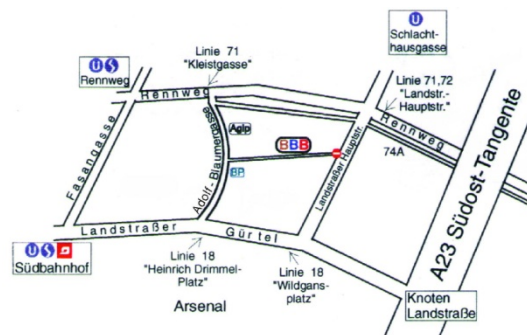 Linie 71
"Kleistgasse"
U S
Rennweg
U
Schlacht-
hausgasse
Linie 71,72
"Landstr.-
Hauptstr."
Rennweg
Rennweg
74A
Fasangasse
Adolf - Blamauergasse
Agip
BBB
BP
Landstraßer Hauptstr.
A23 Südost-Tangente
Landstraßer Gürtel
U S
Südbahnhof
Linie 18
"Heinrich Drimmel-
Platz"
Linie 18
"Wildgans-
platz"
Arsenal
Knoten
Landstraße